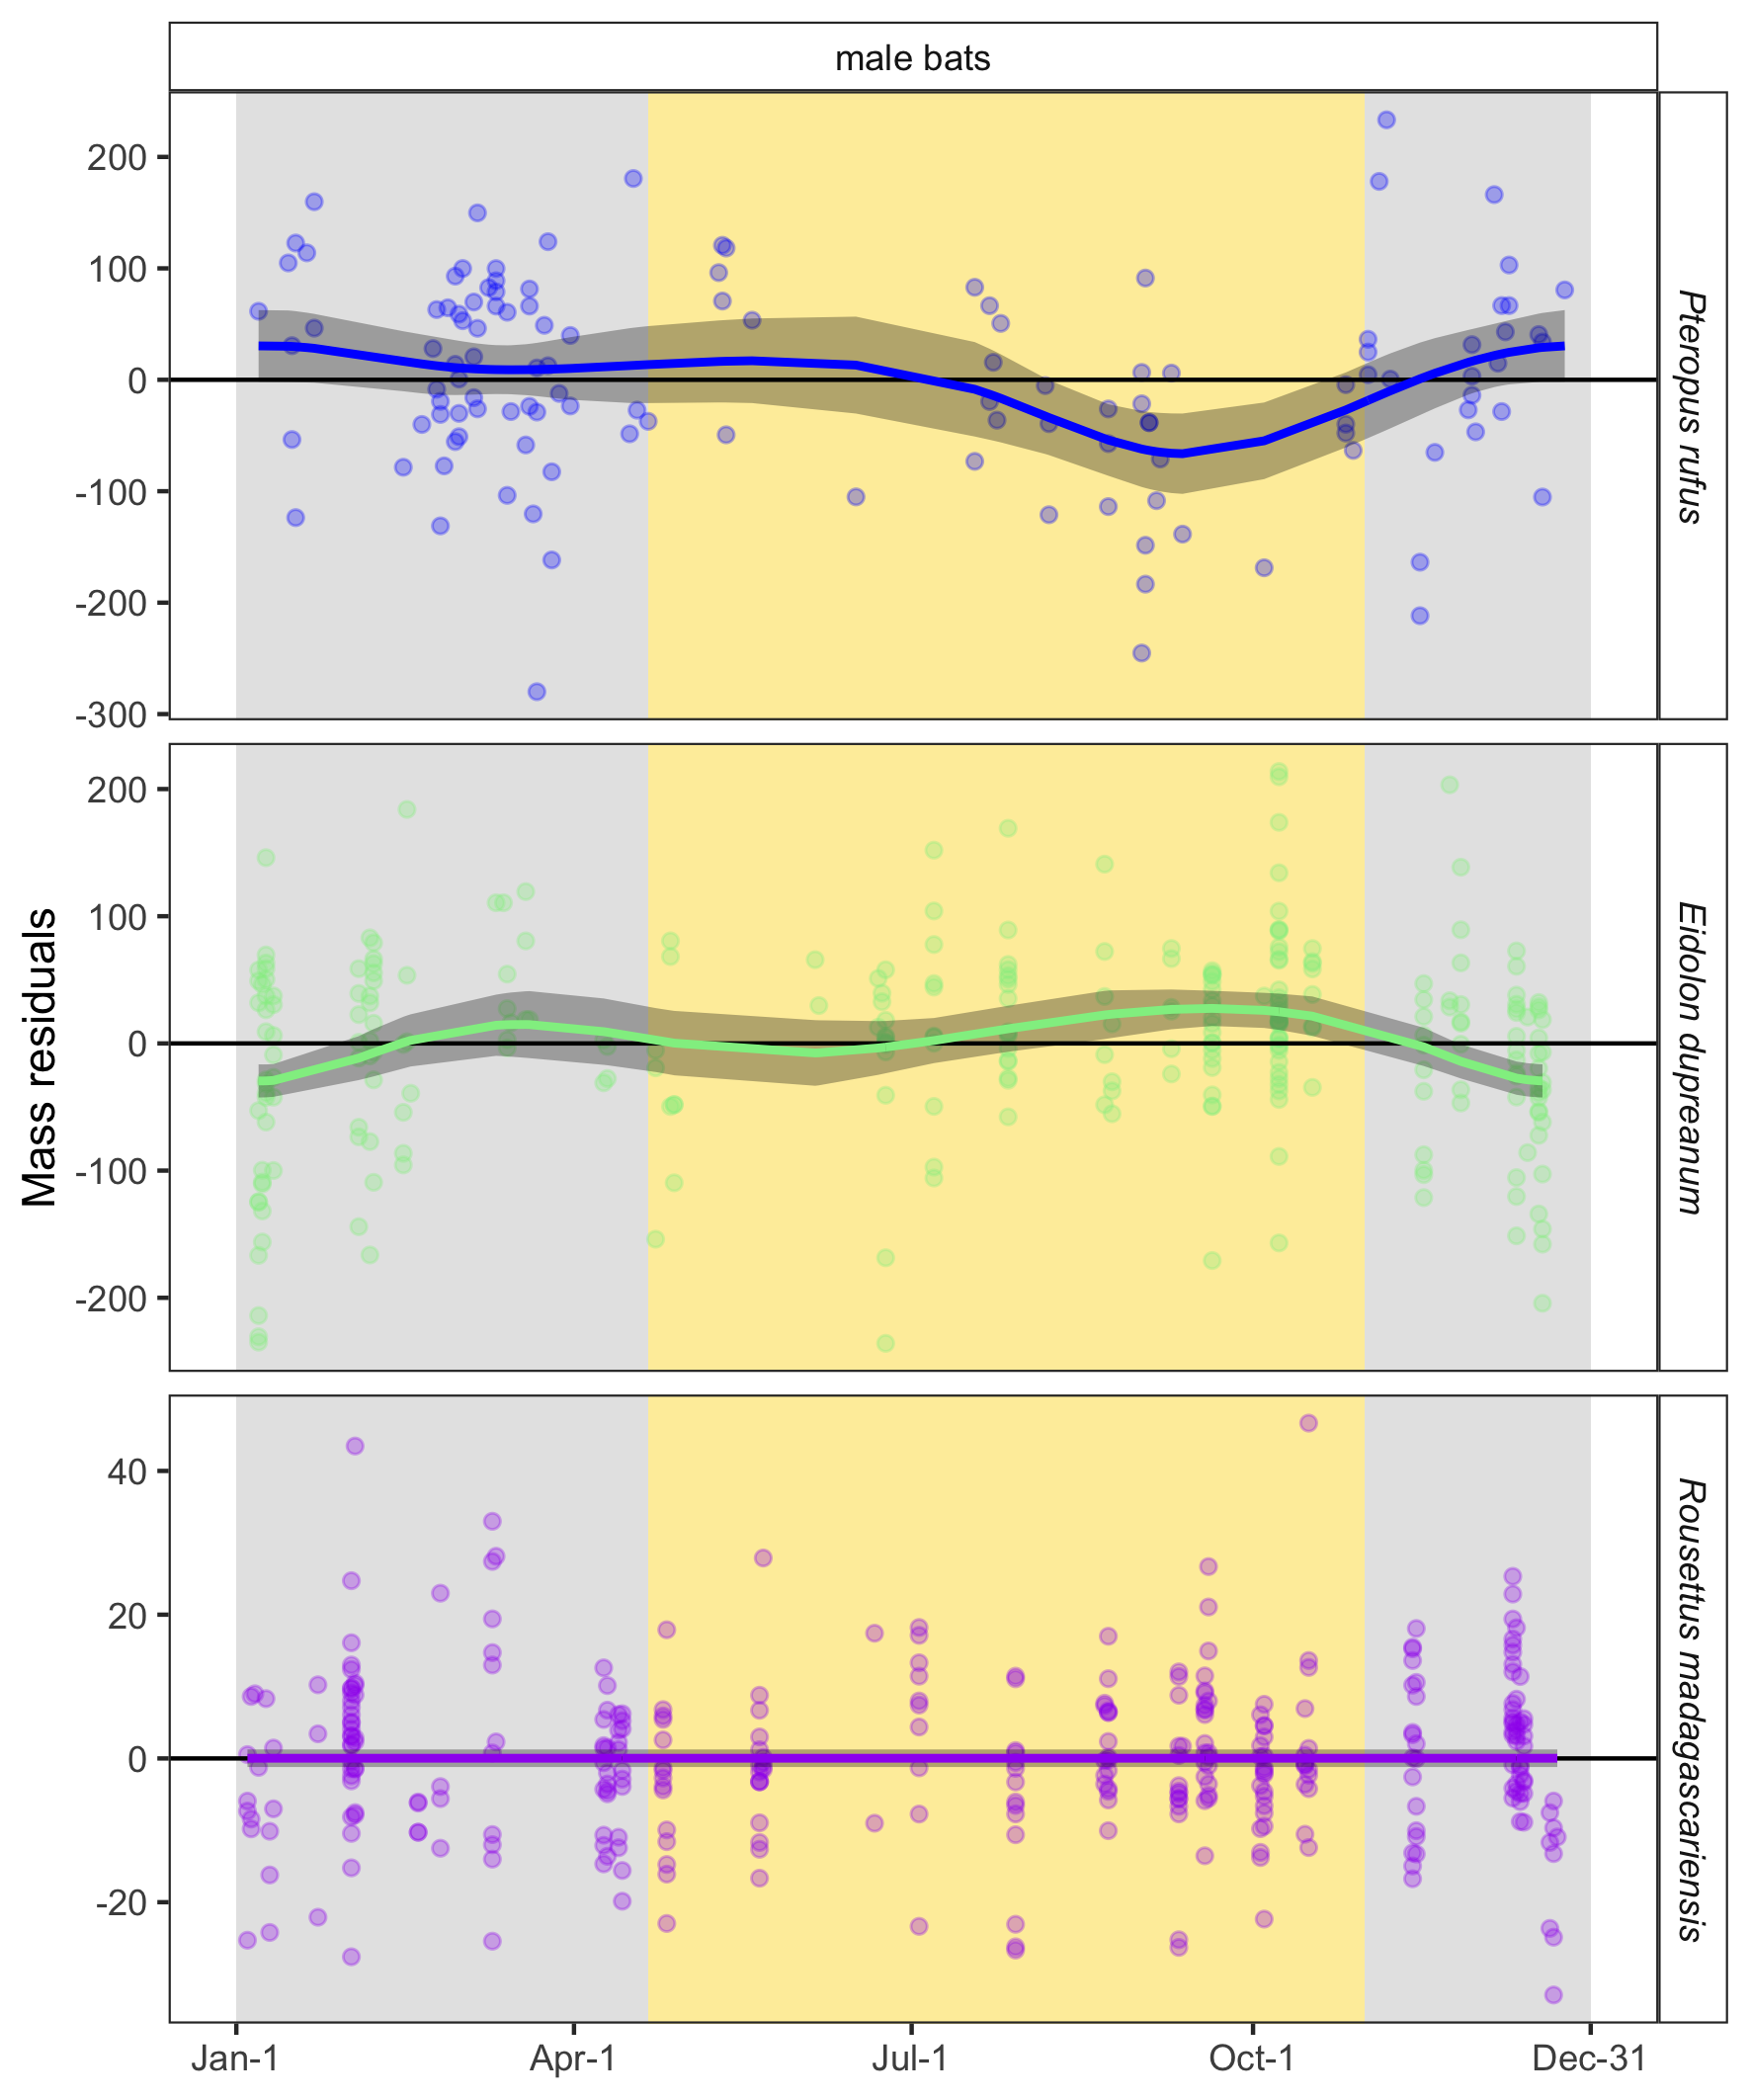 male bats
200
100
0
-100
-200
-300
Pteropus rufus
200
100
0
-100
-200
Eidolon dupreanum
Mass residuals
40
20
0
-20
Rousettus madagascariensis
Jan-1
Apr-1
Jul-1
Oct-1
Dec-31